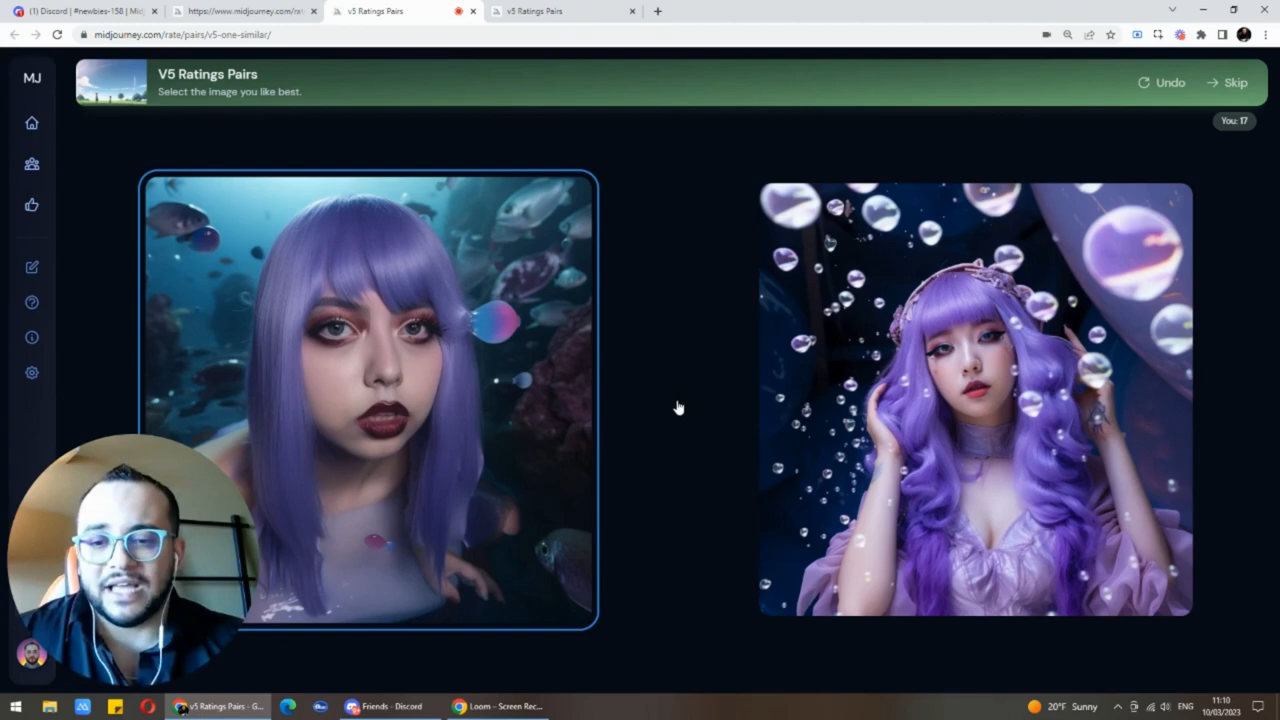 (1) Discord | #newbies-158 | Mid
https://www.midjourney.com/rat
v5 Ratings Pairs
v5 Ratings Pairs
midjourney.com/rate/pairs/v5-one-similar/
MJ
V5 Ratings Pairs
Select the image you like best.
Undo
Skip
You: 17
v5 Ratings Pairs - G...
Friends - Discord
Loom – Screen Rec...
20°F Sunny
ENG
11:10
10/03/2023